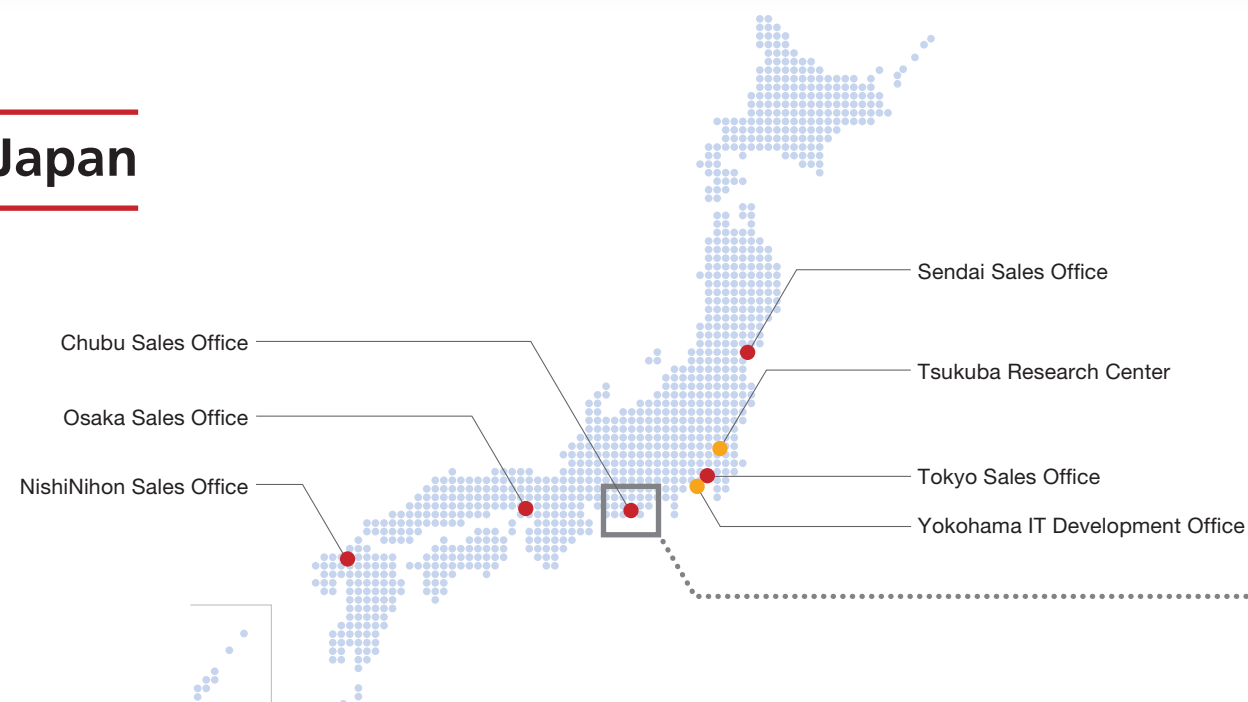 Japan
Sendai Sales Office
Chubu Sales Office
Tsukuba Research Center
Osaka Sales Office
Tokyo Sales Office
NishiNihon Sales Office
Yokohama IT Development Office